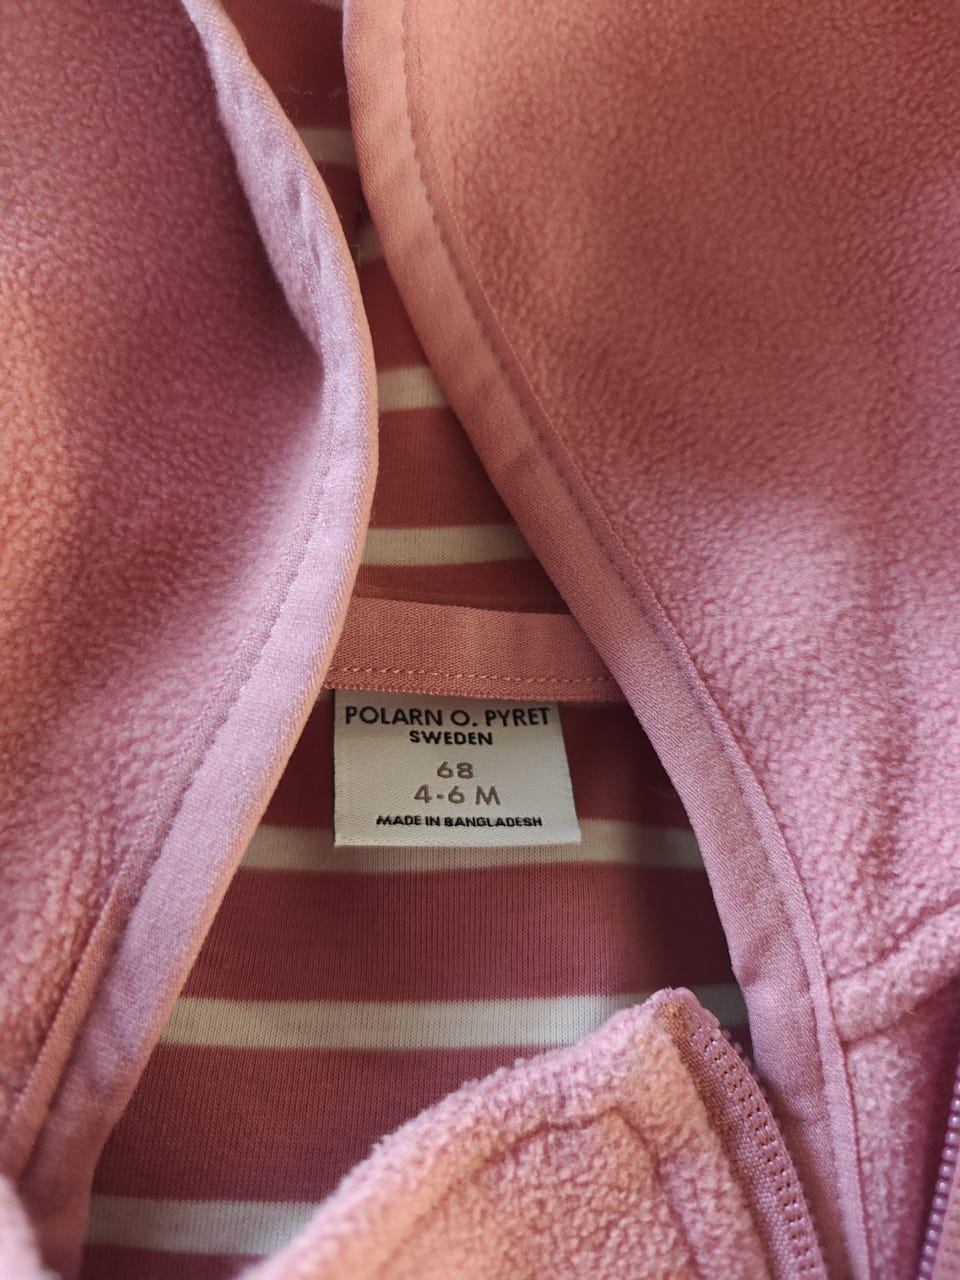 POLARN O. PYRET
SWEDEN
68
4-6 M
MADE IN BANGLADESH